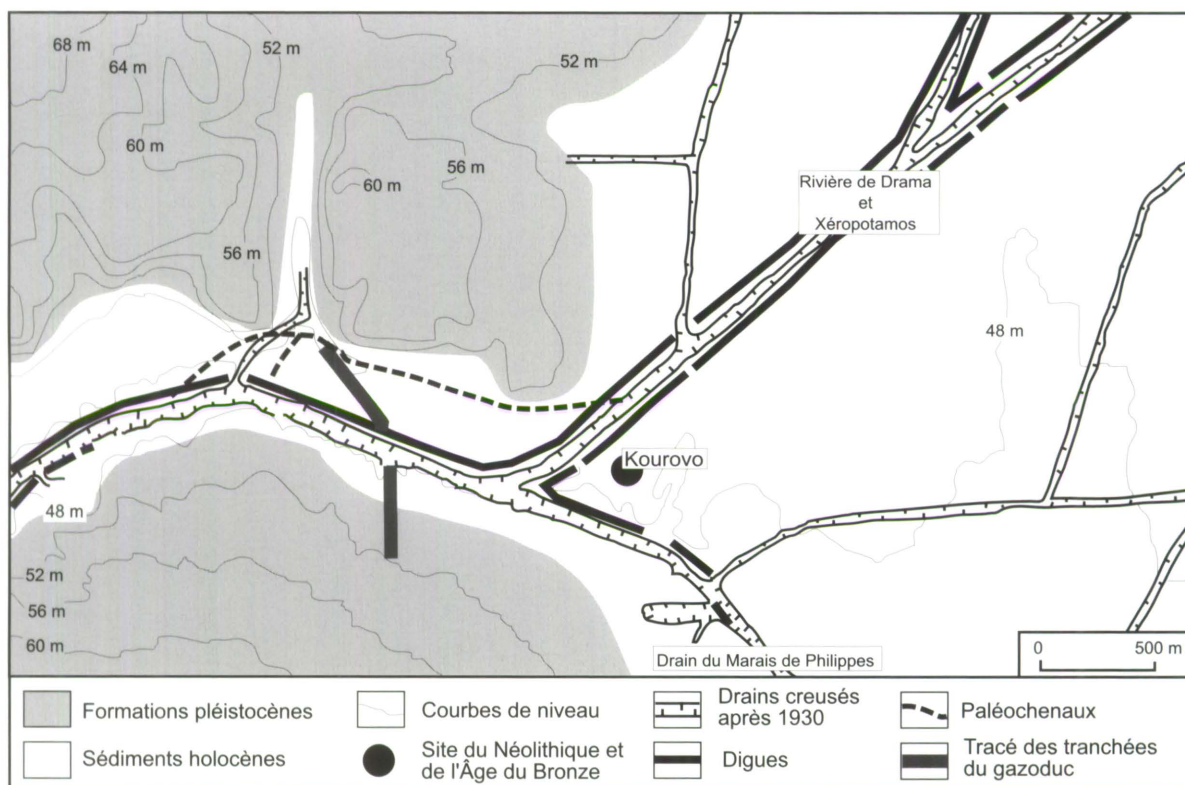 68 m
52 m
64 m
52 m
60 m
56 m
60 m
56 m
Rivière de Drama
et
Xéropotamos
48 m
Kourovo
48 m
52 m
56 m
60 m
Drain du Marais de Philippes
0 500 m
Formations pléistocènes
Sédiments holocènes
Courbes de niveau
Site du Néolithique et
de l'Âge du Bronze
Drains creusés
après 1930
Digues
Paléochenaux
Tracé des tranchées
du gazoduc